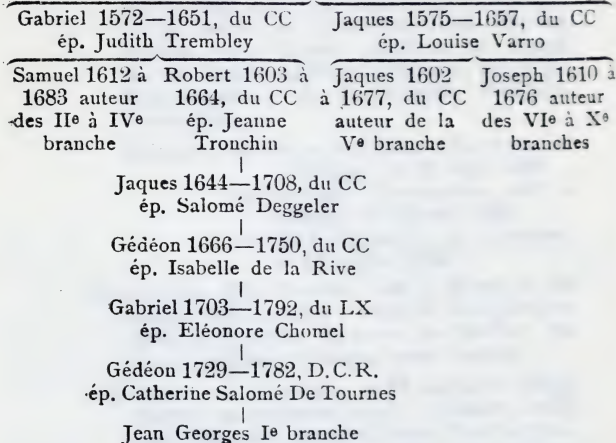 Gabriel 1572—1651, du CC
ép. Judith Trembley
Jaques 1575—1657, du CC
ép. Louise Varro
Samuel 1612 à
1683 auteur
des IIe à IVe
branche
Robert 1603 à
1664, du CC
ép. Jeanne
Tronchin
Jaques 1602
à 1677, du CC
auteur de la
Ve branche
Joseph 1610 à
1676 auteur
des VIe à Xe
branches
Jaques 1644—1708, du CC
ép. Salomé Deggeler
Gédéon 1666—1750, du CC
ép. Isabelle de la Rive
Gabriel 1703—1792, du LX
ép. Eléonore Chomel
Gédéon 1729—1782, D.C.R.
ép. Catherine Salomé De Tournes
Jean Georges Ie branche